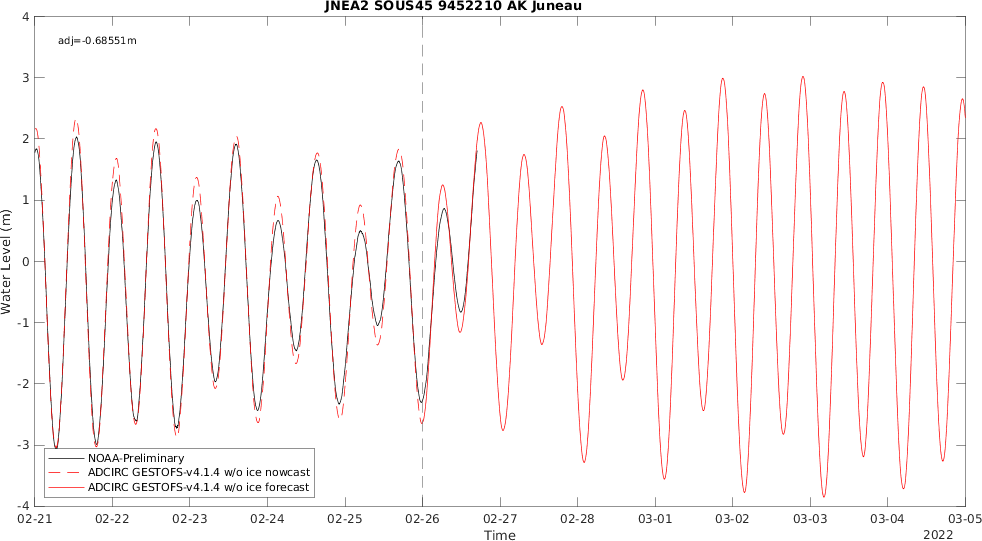 JNEA2 SOUS45 9452210 AK Juneau
adj=-0.68551m
4
3
2
1
0
-1
-2
-3
-4
Water Level (m)
NOAA-Preliminary
ADCIRC GESTOFS-v4.1.4 w/o ice nowcast
ADCIRC GESTOFS-v4.1.4 w/o ice forecast
02-21 02-22 02-23 02-24 02-25 02-26 02-27 02-28 03-01 03-02 03-03 03-04 03-05
Time
2022